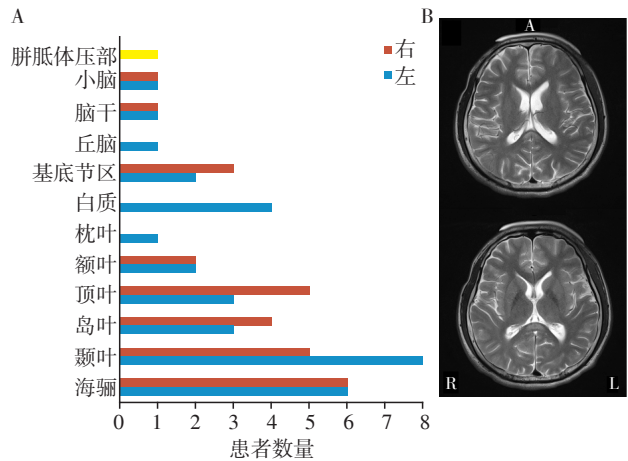 A
胼胝体压部
小脑
脑干
丘脑
基底节区
白质
枕叶
额叶
顶叶
岛叶
颞叶
海骊
右
左
0 1 2 3 4 5 6 7 8
患者数量
B
A
R L